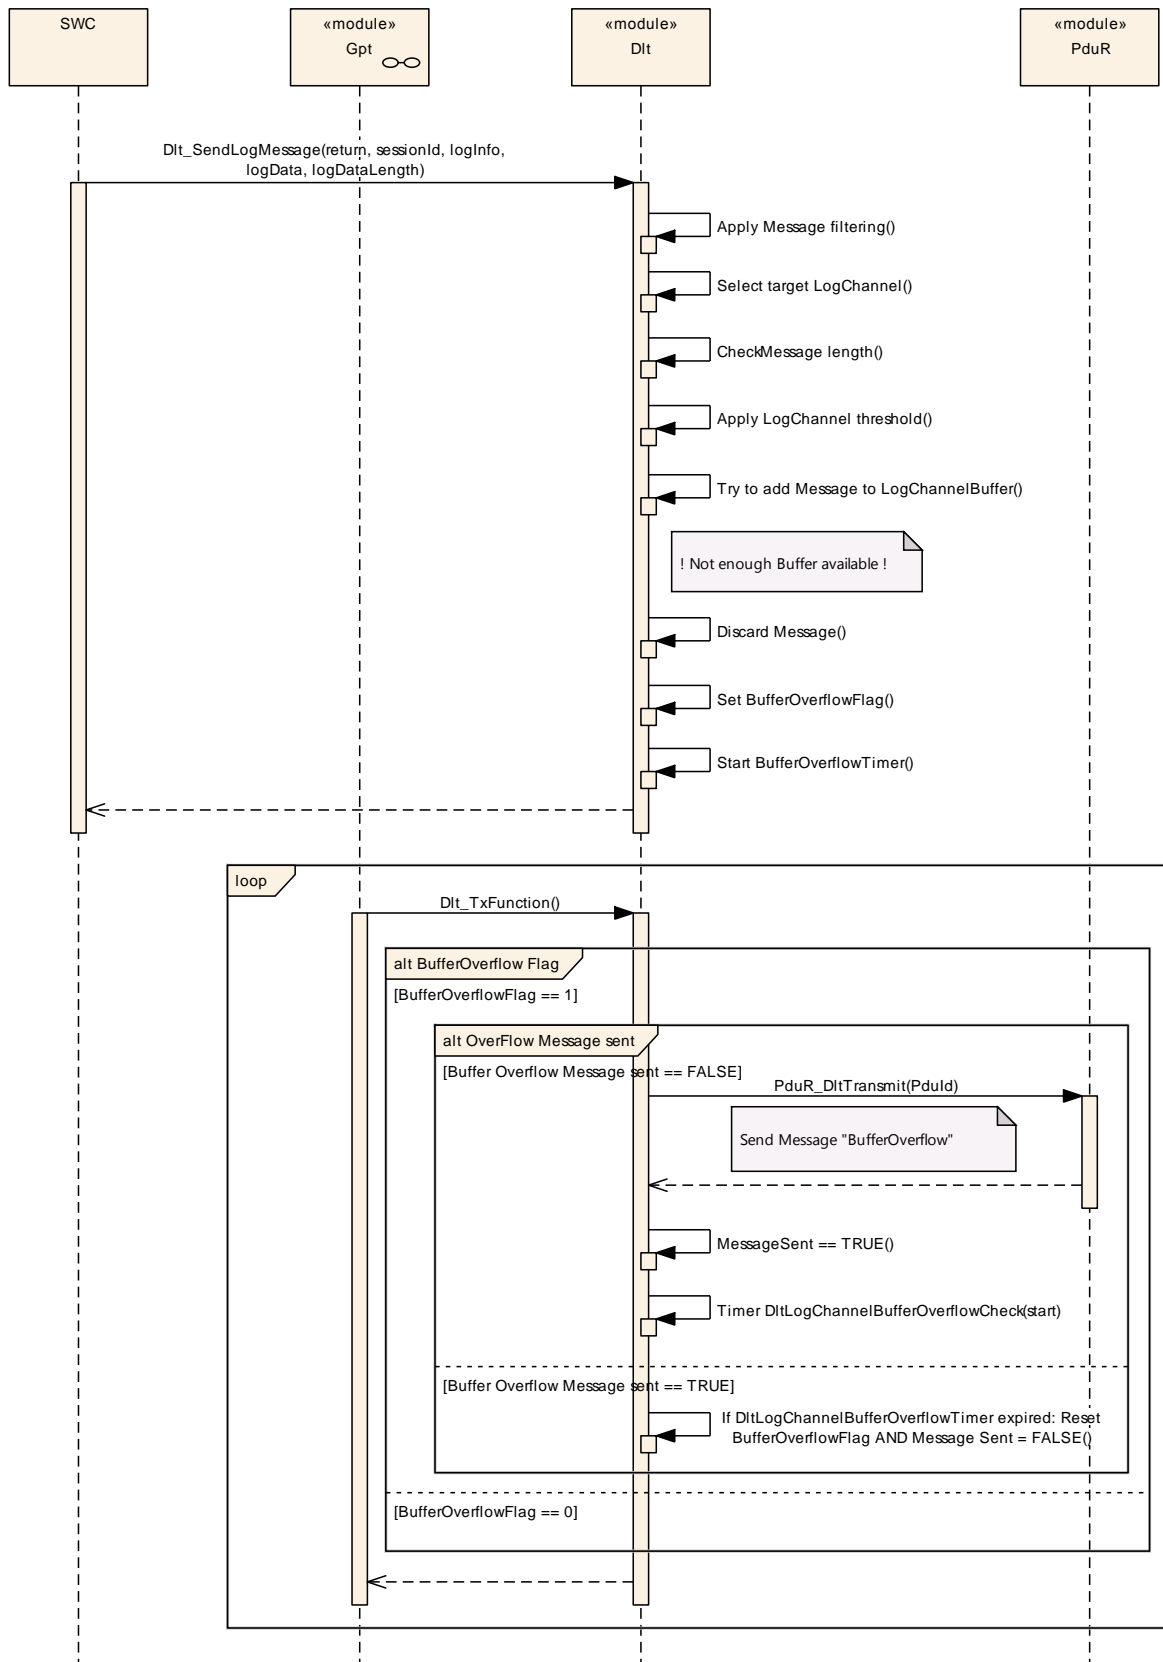 SWC
«module»
Gpt
«module»
Dlt
«module»
PduR
Dlt_SendLogMessage(return, sessionId, logInfo,
logData, logDataLength)
Apply Message filtering()
Select target LogChannel()
CheckMessage length()
Apply LogChannel threshold()
Try to add Message to LogChannelBuffer()
! Not enough Buffer available !
Discard Message()
Set BufferOverflowFlag()
Start BufferOverflowTimer()
loop
Dlt_TxFunction()
alt BufferOverflow Flag
[BufferOverflowFlag == 1]
alt OverFlow Message sent
[Buffer Overflow Message sent == FALSE]
PduR_DltTransmit(PduId)
Send Message "BufferOverflow"
MessageSent == TRUE()
Timer DltLogChannelBufferOverflowCheck(start)
[Buffer Overflow Message sent == TRUE]
If DltLogChannelBufferOverflowTimer expired: Reset
BufferOverflowFlag AND Message Sent = FALSE()
[BufferOverflowFlag == 0]